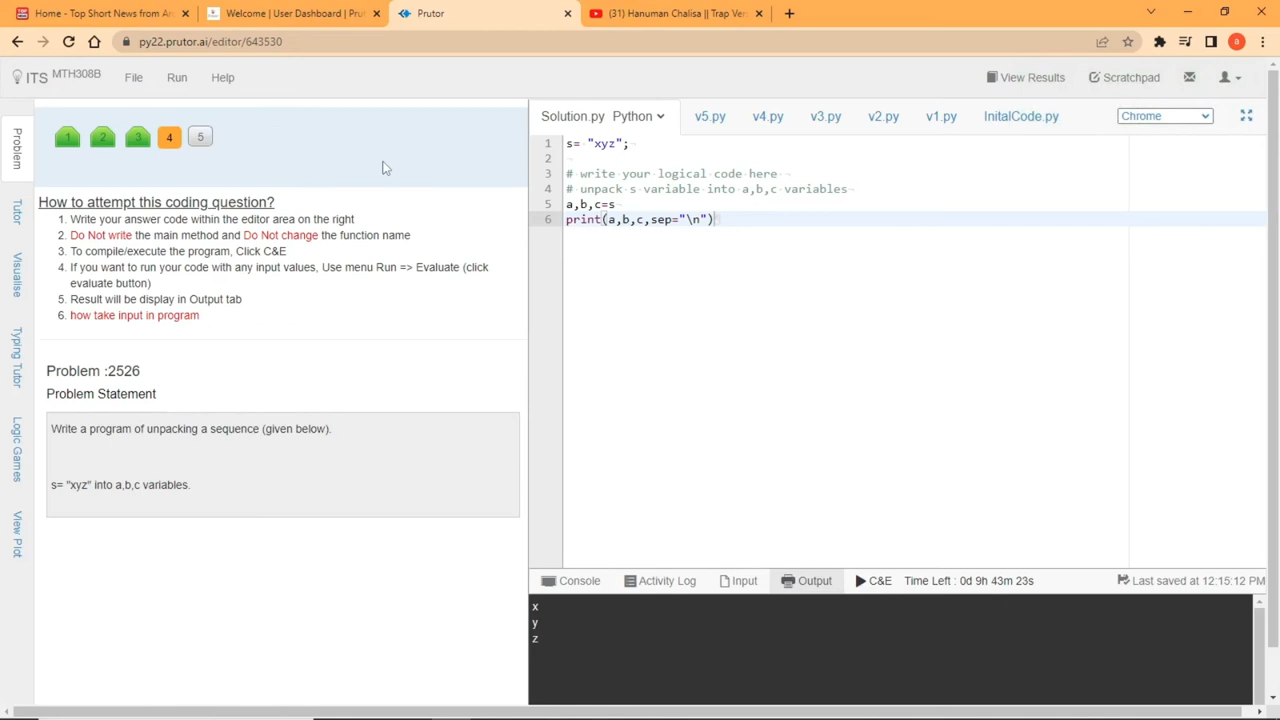 Home - Top Short News from An
Welcome | User Dashboard | Prut
Prutor
(31) Hanuman Chalisa || Trap Ver
py22.prutor.ai/editor/643530
a
ITS MTH308B File Run Help
View Results Scratchpad
Problem
Tutor
Visualise
Typing Tutor
Logic Games
View Plot
1 2 3 4 5
How to attempt this coding question?
1. Write your answer code within the editor area on the right
2. Do Not write the main method and Do Not change the function name
3. To compile/execute the program, Click C&E
4. If you want to run your code with any input values, Use menu Run => Evaluate (click
evaluate button)
5. Result will be display in Output tab
6. how take input in program
Problem :2526
Problem Statement
Write a program of unpacking a sequence (given below).
s= "xyz" into a,b,c variables.
Solution.py Python v5.py v4.py v3.py v2.py v1.py InitalCode.py Chrome
1 s= "xyz";
2
3 # write your logical code here
4 # unpack s variable into a,b,c variables
5 a,b,c=s
6 print(a,b,c,sep="\n")
Console Activity Log Input Output C&E Time Left : 0d 9h 43m 23s Last saved at 12:15:12 PM
x
y
z